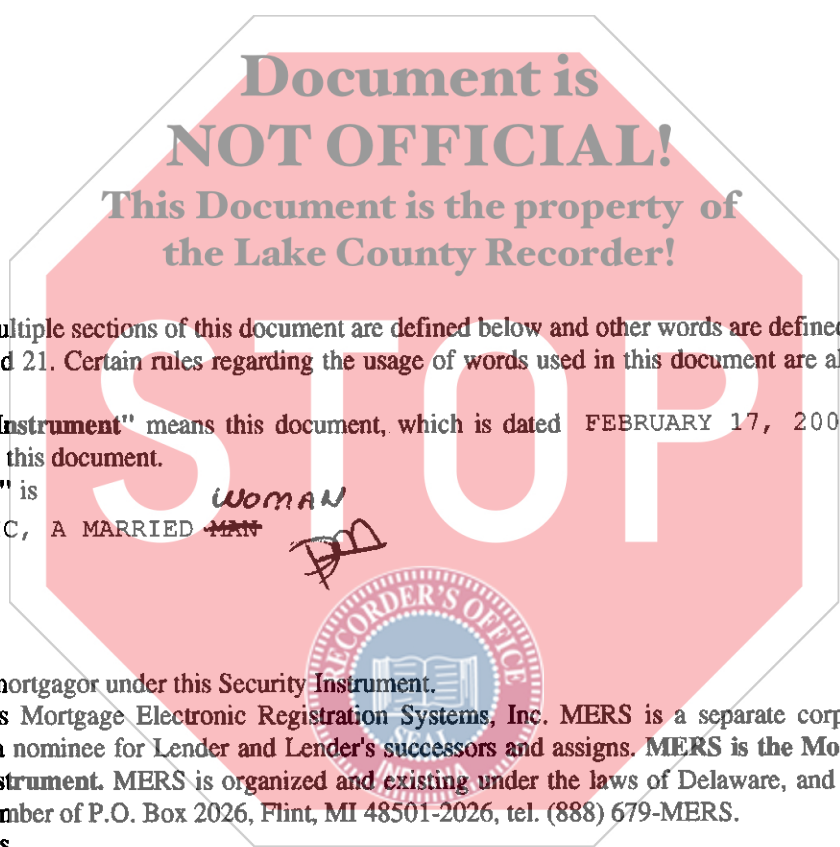 Document is
NOT OFFICIAL!
This Document is the property of
the Lake County Recorder!
ultiple sections of this document are defined below and other words are defined
d 21. Certain rules regarding the usage of words used in this document are al
Instrument" means this document, which is dated FEBRUARY 17, 200
this document.
" is
WOMAN
C, A MARRIED MAN
STOP
RECORDER'S OFFICE
mortgagor under this Security Instrument.
s Mortgage Electronic Registration Systems, Inc. MERS is a separate corp
a nominee for Lender and Lender's successors and assigns. MERS is the Mo
strument. MERS is organized and existing under the laws of Delaware, and
mber of P.O. Box 2026, Flint, MI 48501-2026, tel. (888) 679-MERS.
SEAL
s